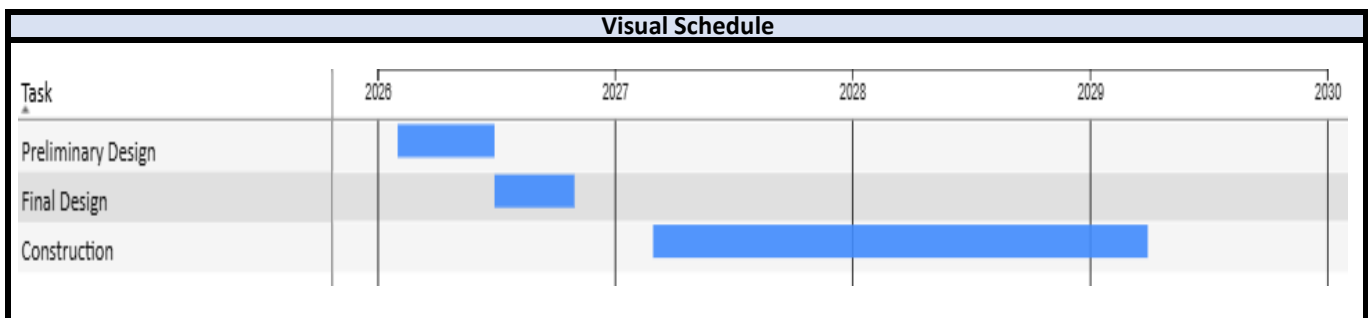 Visual Schedule
Task
2026 2027 2028 2029 2030
Preliminary Design
Final Design
Construction